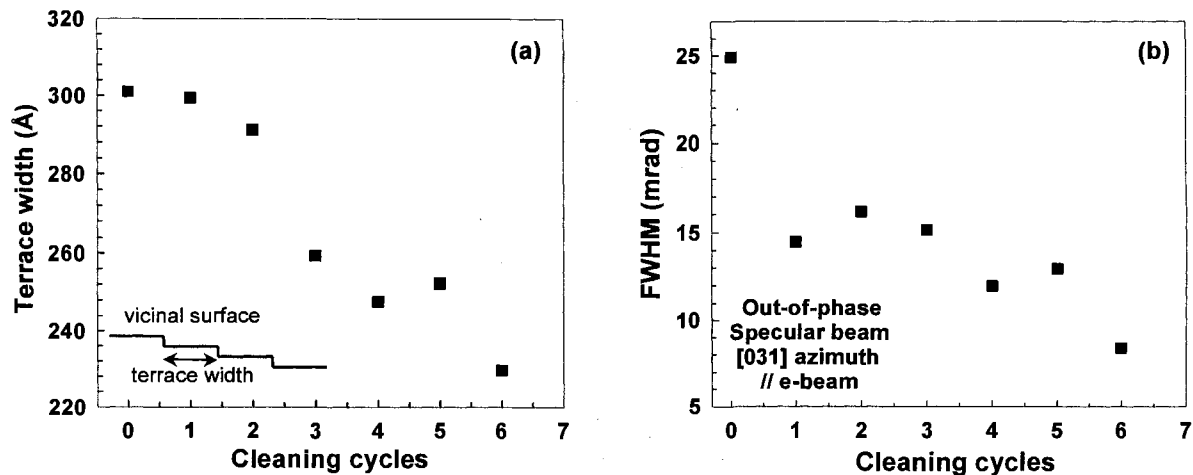 (a)
Terrace width (Å)
320
300
280
260
240
220
vicinal surface
terrace width
0 1 2 3 4 5 6 7
Cleaning cycles
(b)
FWHM (mrad)
25
20
15
10
5
Out-of-phase
Specular beam
[031] azimuth
// e-beam
0 1 2 3 4 5 6 7
Cleaning cycles